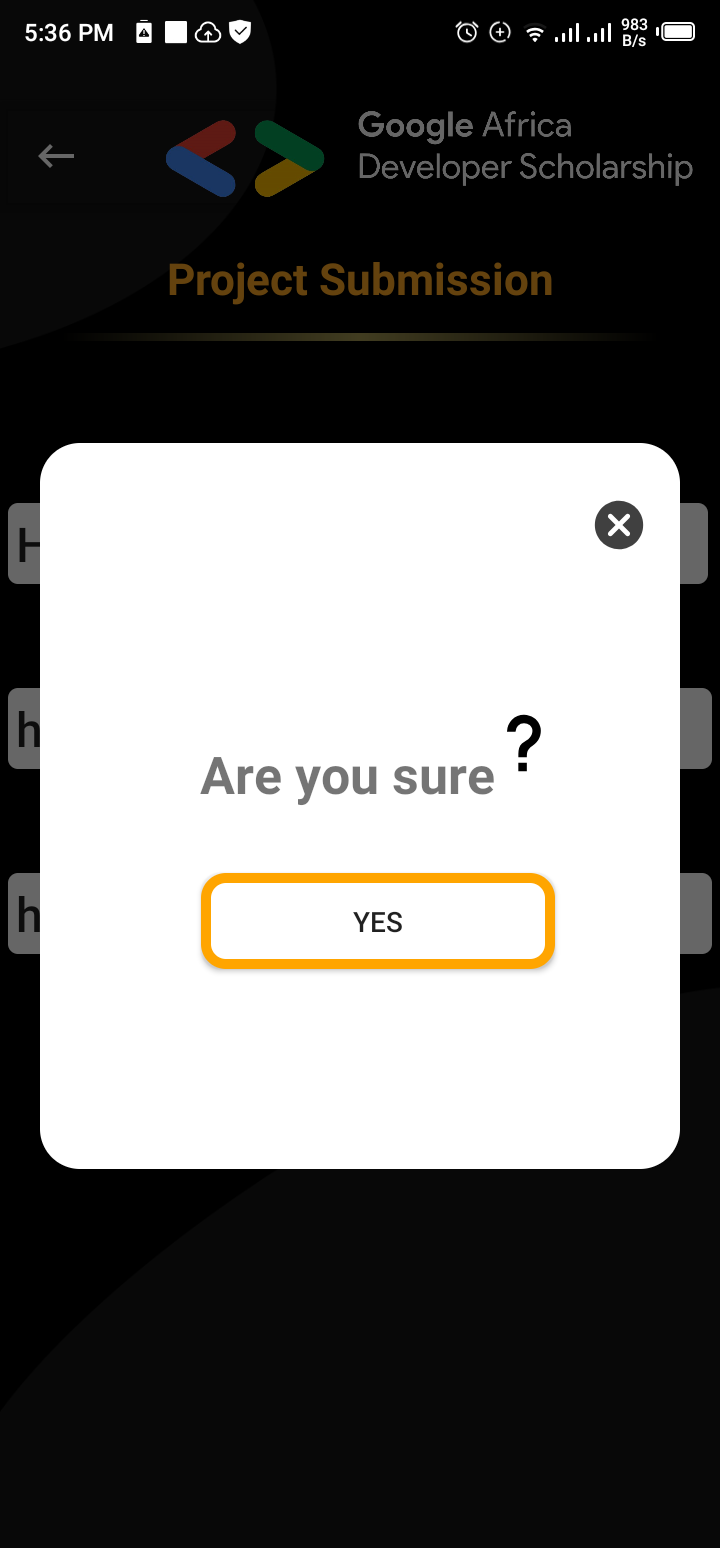 5:36 PM
983
B/s
Google Africa
Developer Scholarship
Project Submission
H
h
Are you sure ?
h
YES